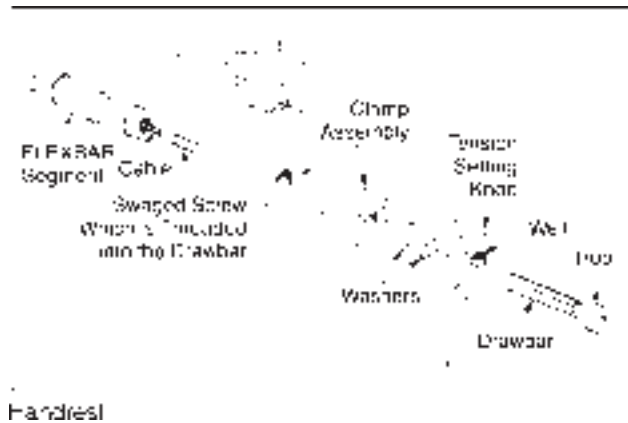 Clamp
Assembly
Tension
Setting
Knob
FLEXBAR
Segment
Cable
Swaged Screw
Which is Threaded
into the Drawbar
Washers
Drawbar
Handrest